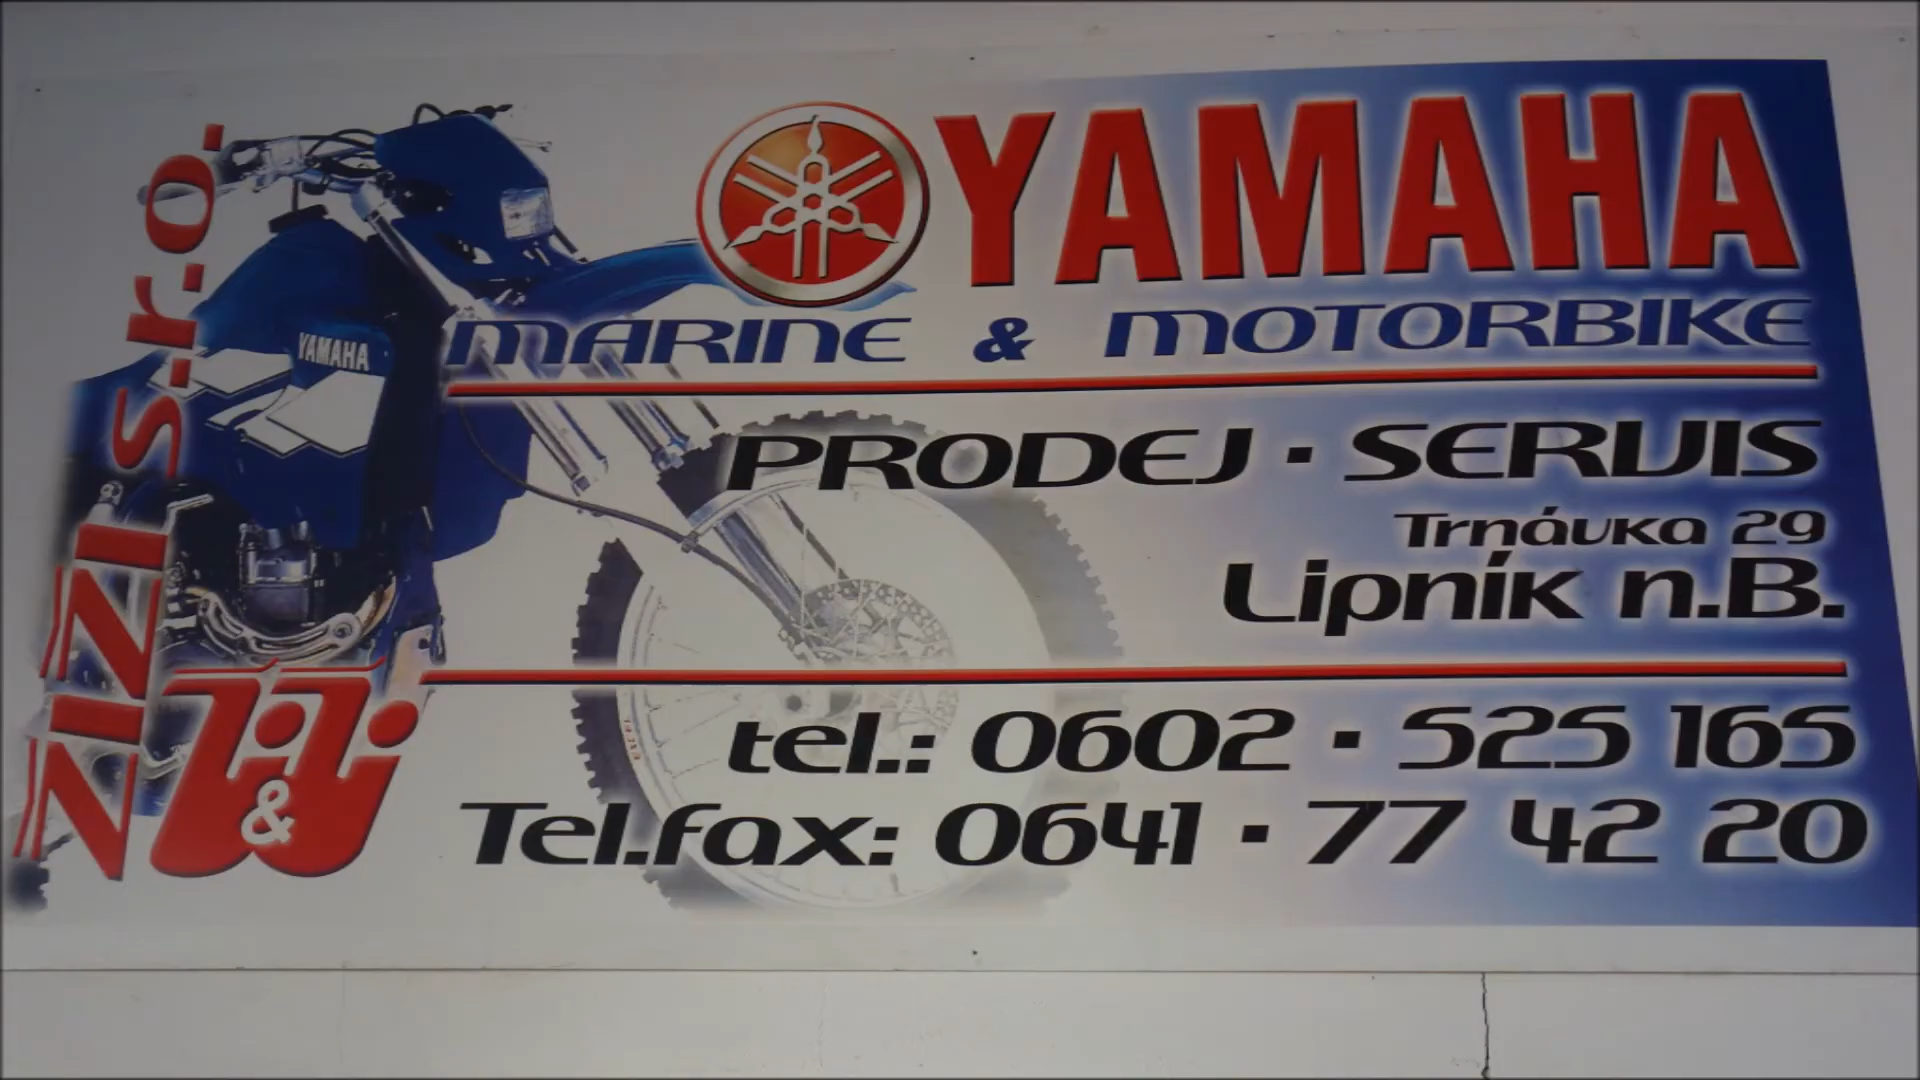 ŽIŽI s.r.o.
YAMAHA
MARINE & MOTORBIKE
YAMAHA
PRODEJ · SERVIS
Trnávka 29
Lipník n.B.
&
tel.: 0602 · 525 165
Tel.fax: 0641 · 77 42 20